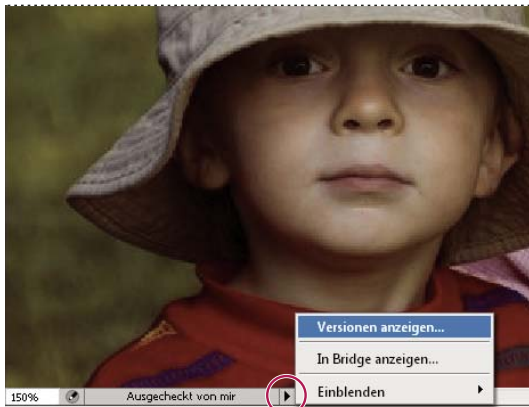 Versionen anzeigen...
In Bridge anzeigen...
Einblenden
150% Ausgecheckt von mir